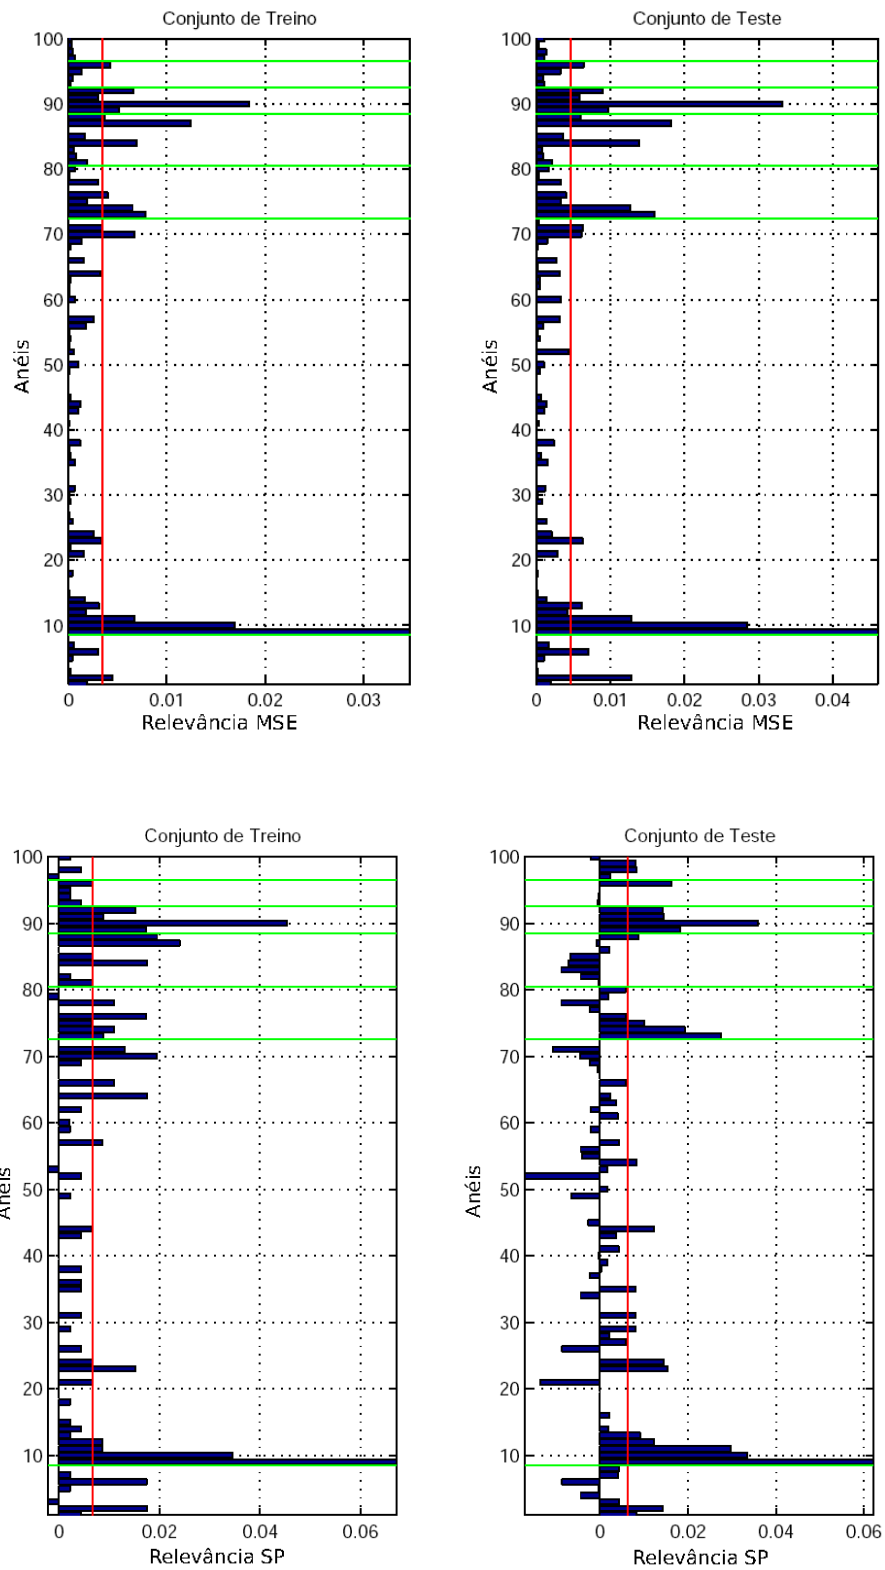 Conjunto de Treino
Conjunto de Teste
100
90
80
70
60
50
40
30
20
10
Anéis
0 0.01 0.02 0.03
Relevância MSE
100
90
80
70
60
50
40
30
20
10
Anéis
0 0.01 0.02 0.03 0.04
Relevância MSE
Conjunto de Treino
Conjunto de Teste
100
90
80
70
60
50
40
30
20
10
Anéis
0 0.02 0.04 0.06
Relevância SP
100
90
80
70
60
50
40
30
20
10
Anéis
0 0.02 0.04 0.06
Relevância SP